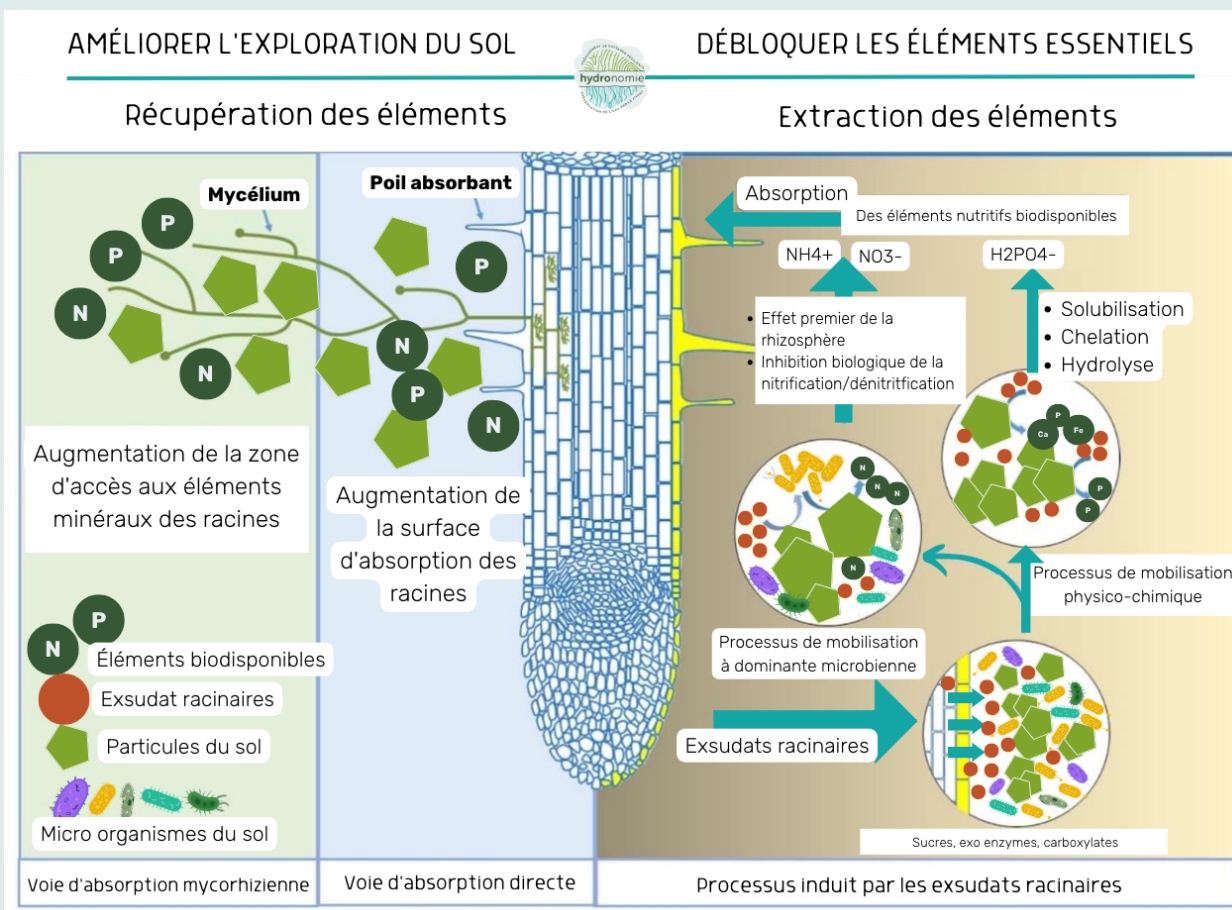 AMÉLIORER L'EXPLORATION DU SOL
hydronomie
DÉBLOQUER LES ÉLÉMENTS ESSENTIELS
Récupération des éléments
Extraction des éléments
Mycélium
P
P
N
N
Augmentation de la zone
d'accès aux éléments
minéraux des racines
N
P
Éléments biodisponibles
Exsudat racinaires
Particules du sol
Micro organismes du sol
Voie d'absorption mycorhizienne
Poil absorbant
P
N
P
N
Augmentation de
la surface
d'absorption des
racines
Voie d'absorption directe
Absorption
Des éléments nutritifs biodisponibles
NH4+
NO3-
H2PO4-
• Effet premier de la
rhizosphère
• Inhibition biologique de la
nitrification/dénitritfication
• Solubilisation
• Chelation
• Hydrolyse
P
Ca
Fe
P
P
N
N
N
N
Processus de mobilisation
à dominante microbienne
Processus de mobilisation
physico-chimique
Exsudats racinaires
Sucres, exo enzymes, carboxylates
Processus induit par les exsudats racinaires